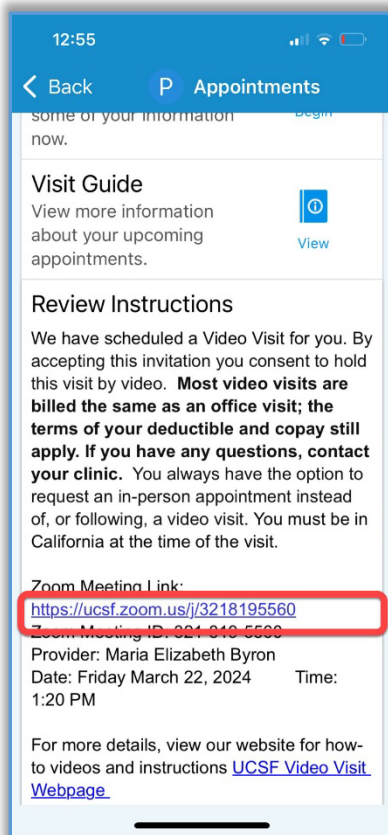 12:55
Back P Appointments
some of your information Begin
now.
Visit Guide
View more information
about your upcoming
appointments.
View
Review Instructions
We have scheduled a Video Visit for you. By
accepting this invitation you consent to hold
this visit by video. Most video visits are
billed the same as an office visit; the
terms of your deductible and copay still
apply. If you have any questions, contact
your clinic. You always have the option to
request an in-person appointment instead
of, or following, a video visit. You must be in
California at the time of the visit.
Zoom Meeting Link:
https://ucsf.zoom.us/j/3218195560
Zoom Meeting ID: 321-819-5560
Provider: Maria Elizabeth Byron
Date: Friday March 22, 2024 Time:
1:20 PM
For more details, view our website for how-
to videos and instructions UCSF Video Visit
Webpage